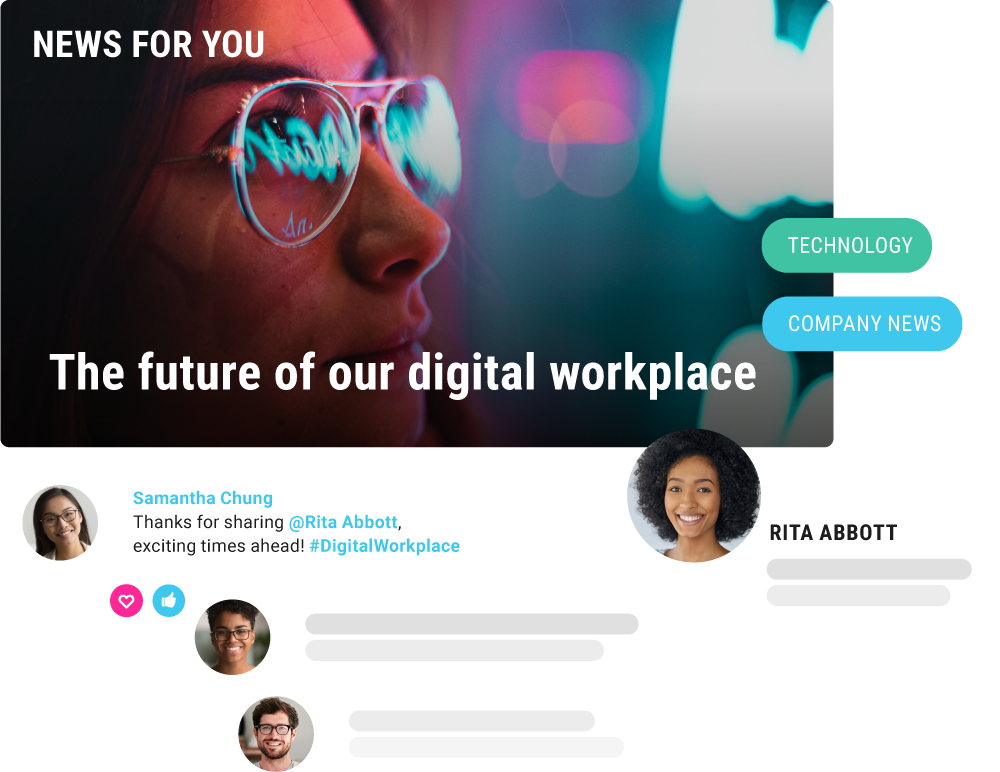 NEWS FOR YOU
TECHNOLOGY
COMPANY NEWS
The future of our digital workplace
Samantha Chung
Thanks for sharing @Rita Abbott,
exciting times ahead! #DigitalWorkplace
RITA ABBOTT